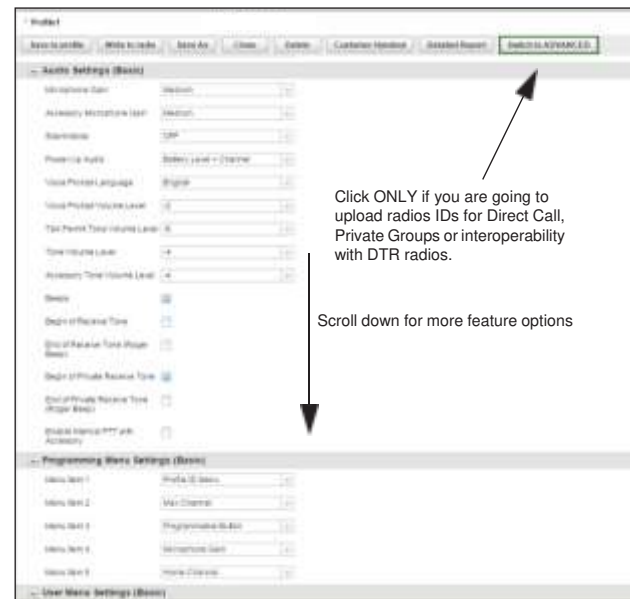 Profile1
Save to profile Write to radio Save As Close Delete Customer Handout Detailed Report Switch to ADVANCED
Audio Settings (Basic)
Microphone Gain Medium
Accessory Microphone Gain Medium
OFF
Power Up Audio Battery Level + Channel
Voice Prompt Language English
Voice Prompt Volume Level
Talk Permit Tone Volume Level
Tone Volume Level 4
Accessory Tone Volume Level 4
Beeps
Begin of Receive Tone
End of Receive Tone (Roger Beep)
Begin of Private Receive Tone
End of Private Receive Tone (Roger Beep)
Enable Internal PTT with Accessory
Click ONLY if you are going to
upload radios IDs for Direct Call,
Private Groups or interoperability
with DTR radios.
Scroll down for more feature options
Programming Menu Settings (Basic)
Menu Item 1 Profile ID Menu
Menu Item 2 Max Channel
Menu Item 3 Programmable Button
Menu Item 4 Microphone Gain
Menu Item 5 Home Channel
User Menu Settings (Basic)